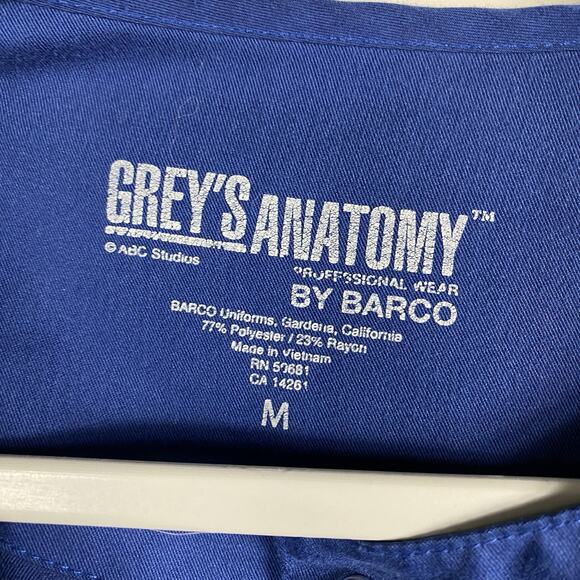 GREY'S ANATOMY™
© ABC Studios
PROFESSIONAL WEAR
BY BARCO
BARCO Uniforms, Gardena, California
77% Polyester / 23% Rayon
Made in Vietnam
RN 50681
CA 14261
M